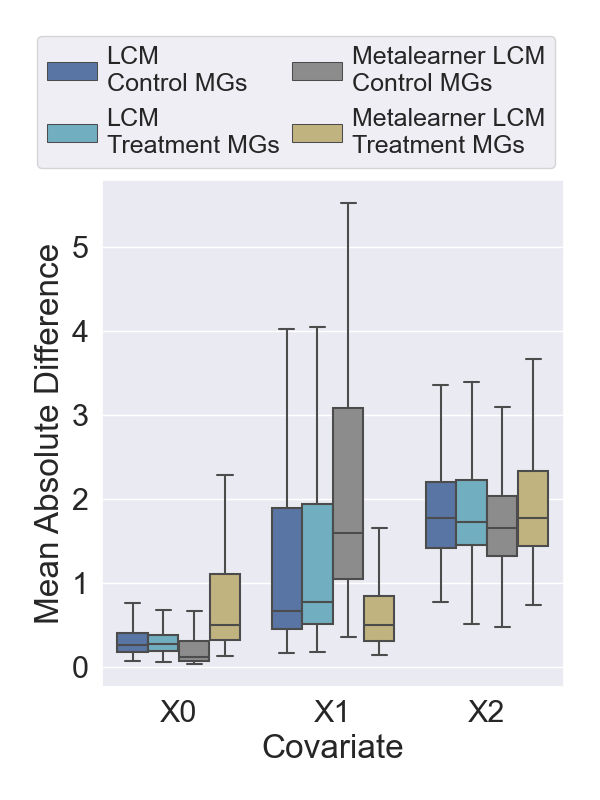 LCM
Control MGs
LCM
Treatment MGs
Metalearner LCM
Control MGs
Metalearner LCM
Treatment MGs
Mean Absolute Difference
5
4
3
2
1
0
X0 X1 X2
Covariate